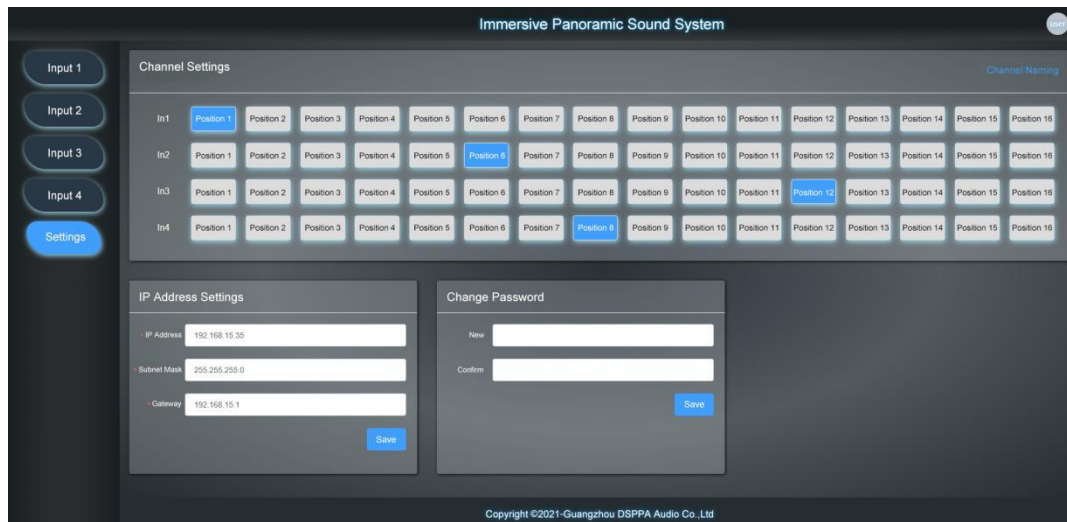 Immersive Panoramic Sound System
user
Input 1
Input 2
Input 3
Input 4
Settings
Channel Settings
Channel Naming
In1 Position 1 Position 2 Position 3 Position 4 Position 5 Position 6 Position 7 Position 8 Position 9 Position 10 Position 11 Position 12 Position 13 Position 14 Position 15 Position 16
In2 Position 1 Position 2 Position 3 Position 4 Position 5 Position 6 Position 7 Position 8 Position 9 Position 10 Position 11 Position 12 Position 13 Position 14 Position 15 Position 16
In3 Position 1 Position 2 Position 3 Position 4 Position 5 Position 6 Position 7 Position 8 Position 9 Position 10 Position 11 Position 12 Position 13 Position 14 Position 15 Position 16
In4 Position 1 Position 2 Position 3 Position 4 Position 5 Position 6 Position 7 Position 8 Position 9 Position 10 Position 11 Position 12 Position 13 Position 14 Position 15 Position 16
IP Address Settings
* IP Address 192.168.15.35
* Subnet Mask 255.255.255.0
* Gateway 192.168.15.1
Save
Change Password
New
Confirm
Save
Copyright ©2021-Guangzhou DSPPA Audio Co.,Ltd